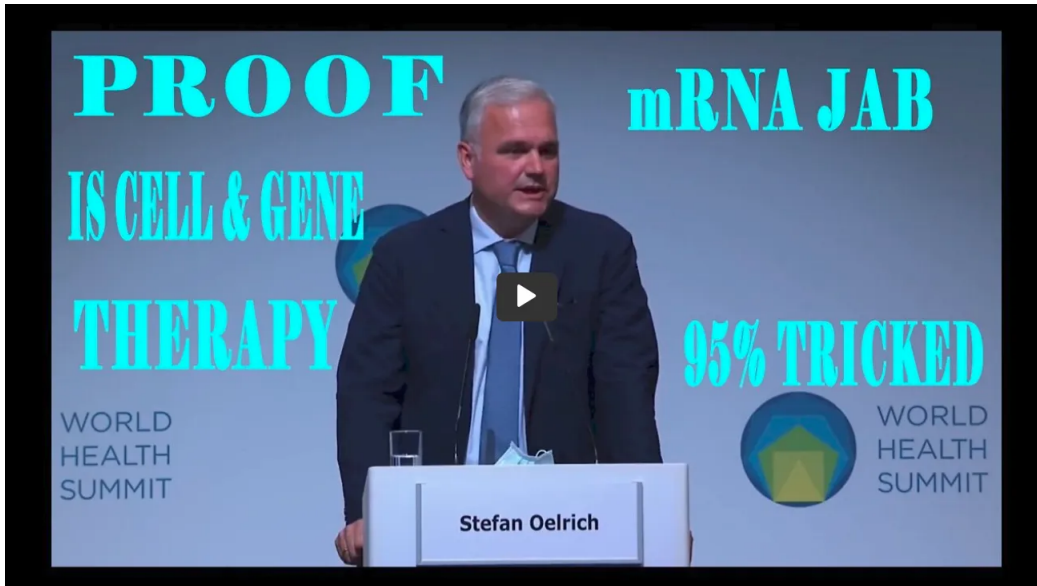 PROOF
mRNA JAB
IS CELL & GENE
THERAPY
95% TRICKED
WORLD
HEALTH
SUMMIT
WORLD
HEALTH
SUMMIT
Stefan Oelrich